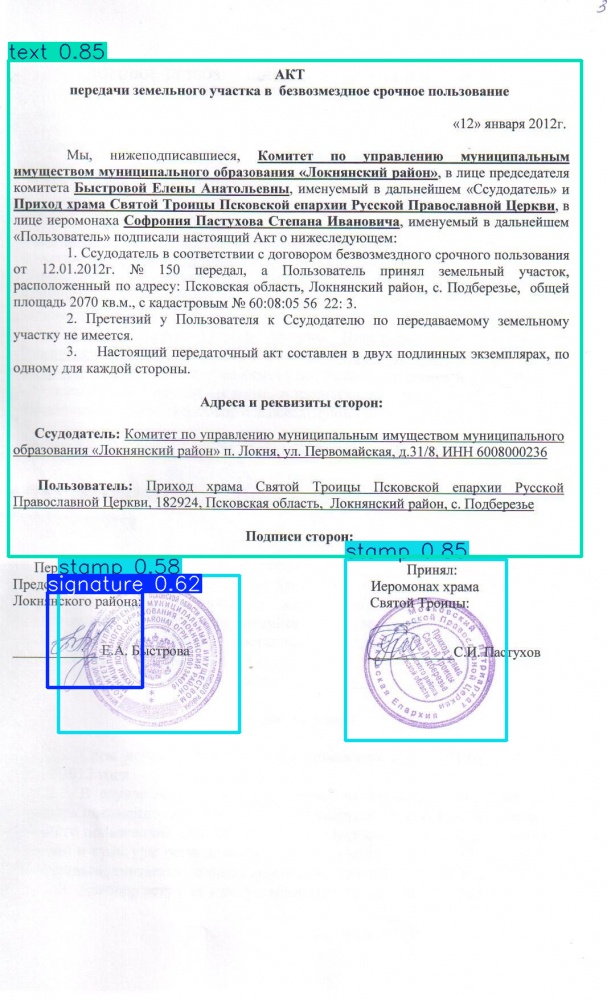 3
text 0.85
АКТ
передачи земельного участка в безвозмездное срочное пользование
«12» января 2012г.
Мы, нижеподписавшиеся, Комитет по управлению муниципальным
имуществом муниципального образования «Локнянский район», в лице председателя
комитета Быстровой Елены Анатольевны, именуемый в дальнейшем «Ссудодатель» и
Приход храма Святой Троицы Псковской епархии Русской Православной Церкви, в
лице иеромонаха Софрония Пастухова Степана Ивановича, именуемый в дальнейшем
«Пользователь» подписали настоящий Акт о нижеследующем:
1. Ссудодатель в соответствии с договором безвозмездного срочного пользования
от 12.01.2012г. № 150 передал, а Пользователь принял земельный участок,
расположенный по адресу: Псковская область, Локнянский район, с. Подберезье, общей
площадь 2070 кв.м., с кадастровым № 60:08:05 56 22: 3.
2. Претензий у Пользователя к Ссудодателю по передаваемому земельному
участку не имеется.
3. Настоящий передаточный акт составлен в двух подлинных экземплярах, по
одному для каждой стороны.
Адреса и реквизиты сторон:
Ссудодатель: Комитет по управлению муниципальным имуществом муниципального
образования «Локнянский район» п. Локня, ул. Первомайская, д.31/8, ИНН 6008000236
Пользователь: Приход храма Святой Троицы Псковской епархии Русской
Православной Церкви, 182924, Псковская область, Локнянский район, с. Подберезье
Подписи сторон:
stamp 0.58
stamp 0.85
signature 0.62
Принял:
Иеромонах храма
Локнянского района:
Святой Троицы:
Е.А. Быстрова
С.И. Пастухов
Московский Патриархат
Русской Православной Церкви
Епархия
Приход
Святой Троицы